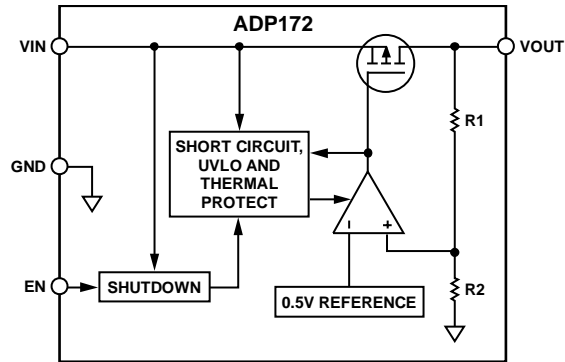 ADP172
VIN
VOUT
R1
SHORT CIRCUIT,
UVLO AND
THERMAL
PROTECT
GND
– +
EN
SHUTDOWN
0.5V REFERENCE
R2